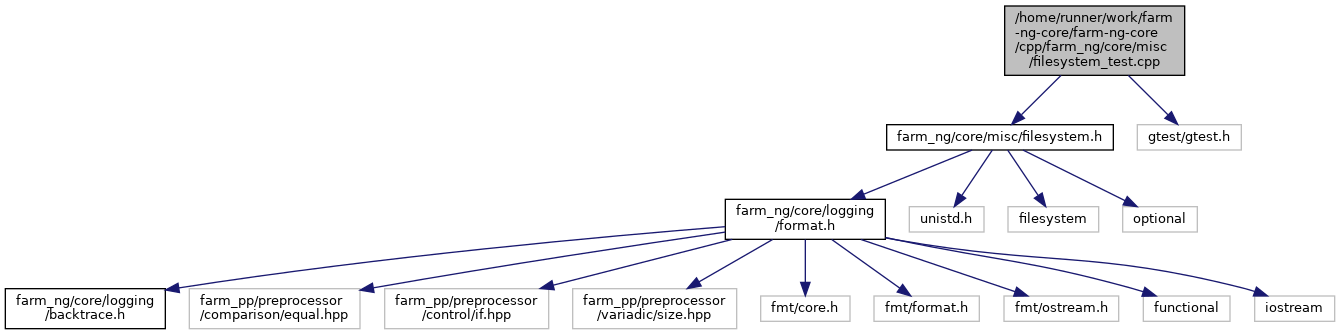 /home/runner/work/farm
-ng-core/farm-ng-core
/cpp/farm_ng/core/misc
/filesystem_test.cpp
farm_ng/core/misc/filesystem.h
gtest/gtest.h
farm_ng/core/logging
/format.h
unistd.h
filesystem
optional
farm_ng/core/logging
/backtrace.h
farm_pp/preprocessor
/comparison/equal.hpp
farm_pp/preprocessor
/control/if.hpp
farm_pp/preprocessor
/variadic/size.hpp
fmt/core.h
fmt/format.h
fmt/ostream.h
functional
iostream